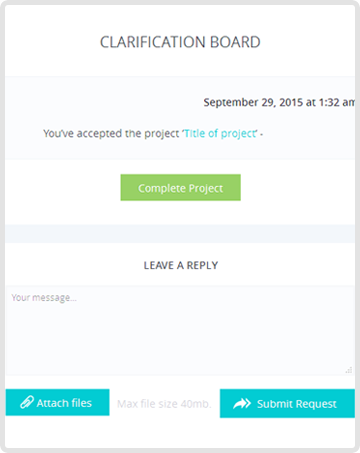 CLARIFICATION BOARD
September 29, 2015 at 1:32 am
You've accepted the project 'Title of project' -
Complete Project
LEAVE A REPLY
Your message...
Attach files
Max file size 40mb.
Submit Request